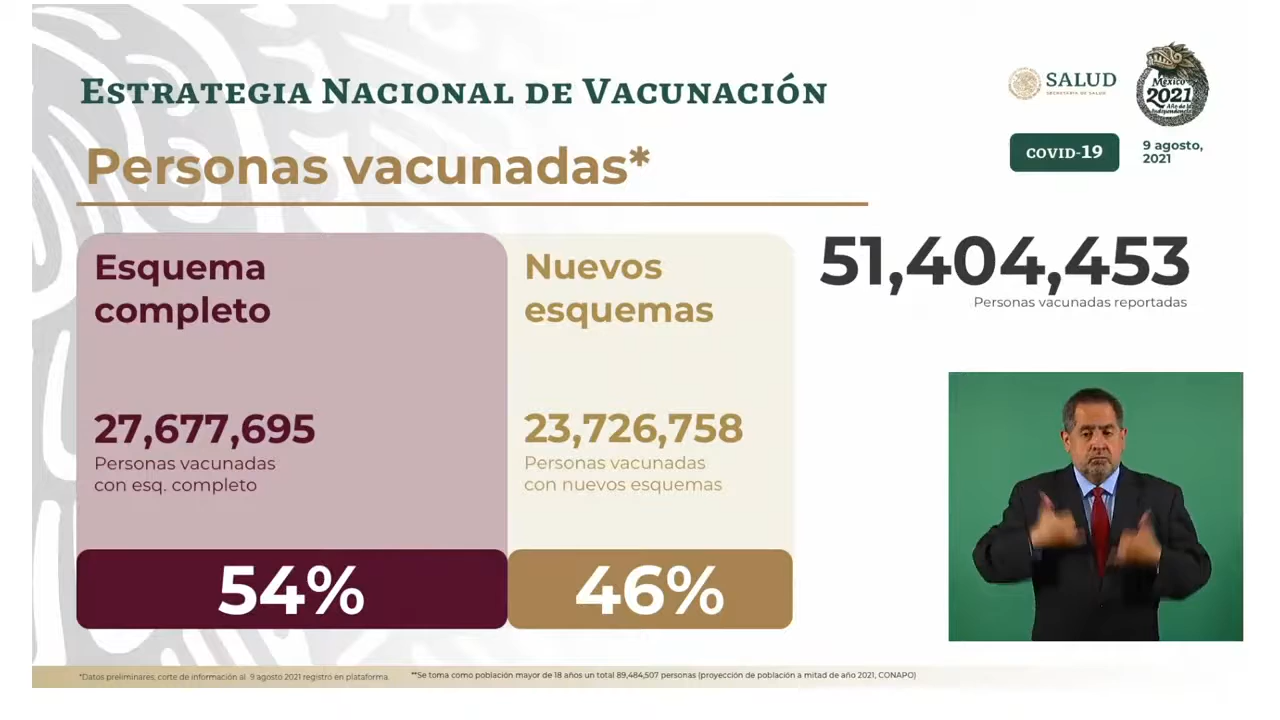 Estrategia Nacional de Vacunación
SALUD
SECRETARÍA DE SALUD
México
2021
Año de la
Independencia
Personas vacunadas*
COVID-19
9 agosto,
2021
Esquema
completo
27,677,695
Personas vacunadas
con esq. completo
54%
Nuevos
esquemas
23,726,758
Personas vacunadas
con nuevos esquemas
46%
51,404,453
Personas vacunadas reportadas
*Datos preliminares, corte de información al 9 agosto 2021 registro en plataforma.
**Se toma como población mayor de 18 años un total 89,484,507 personas (proyección de población a mitad de año 2021, CONAPO)